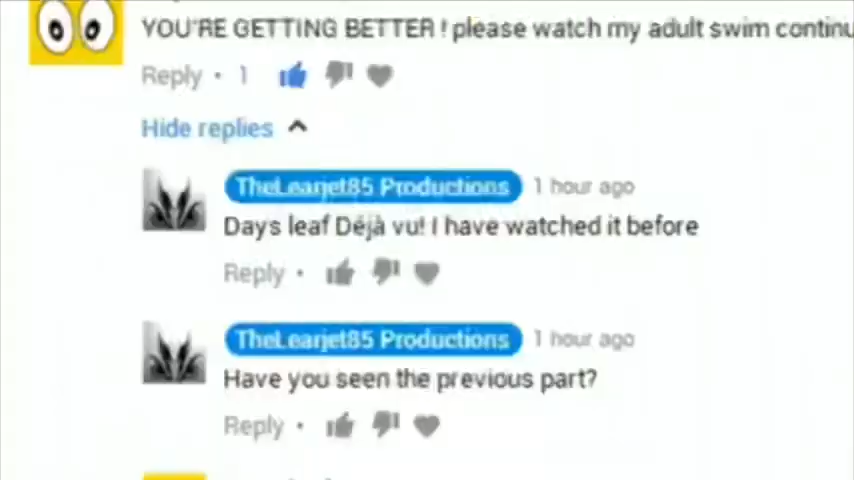 YOU'RE GETTING BETTER ! please watch my adult swim continu
Reply • 1
Hide replies
TheLearjet85 Productions 1 hour ago
Days leaf Déjà vu! I have watched it before
Reply •
TheLearjet85 Productions 1 hour ago
Have you seen the previous part?
Reply •